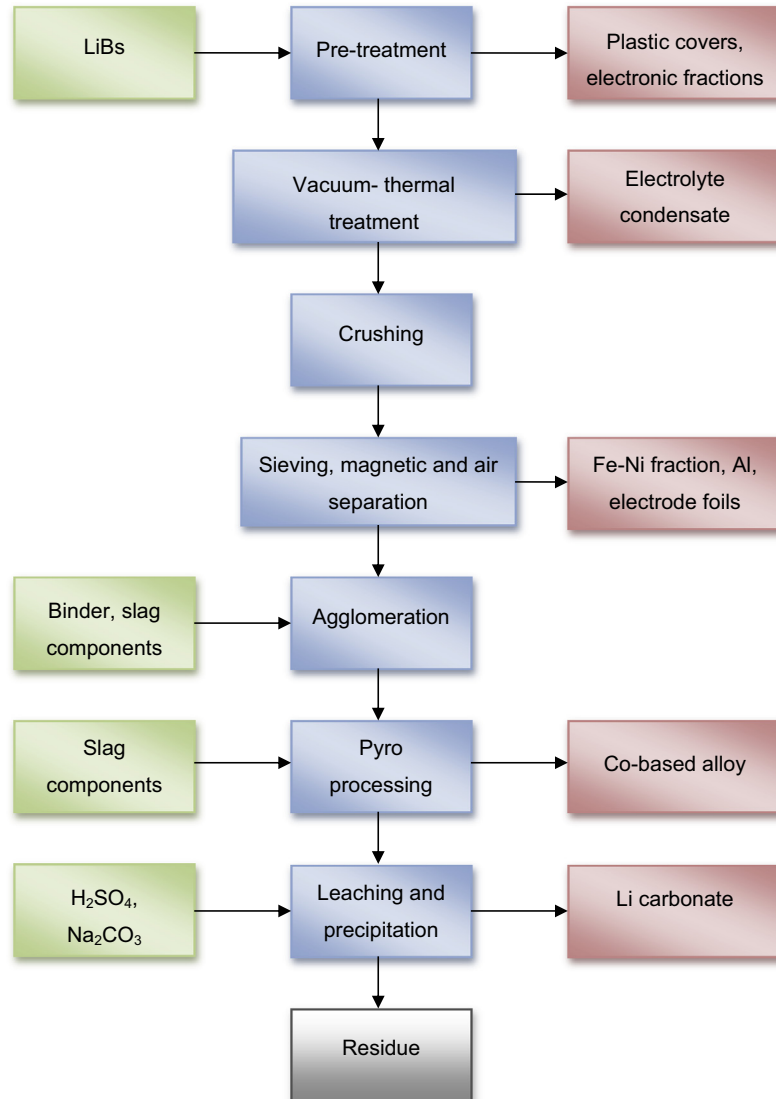 LiBs
Pre-treatment
Plastic covers,
electronic fractions
Vacuum- thermal
treatment
Electrolyte
condensate
Crushing
Sieving, magnetic and air
separation
Fe-Ni fraction, Al,
electrode foils
Binder, slag
components
Agglomeration
Slag
components
Pyro
processing
Co-based alloy
H₂SO₄,
Na₂CO₃
Leaching and
precipitation
Li carbonate
Residue